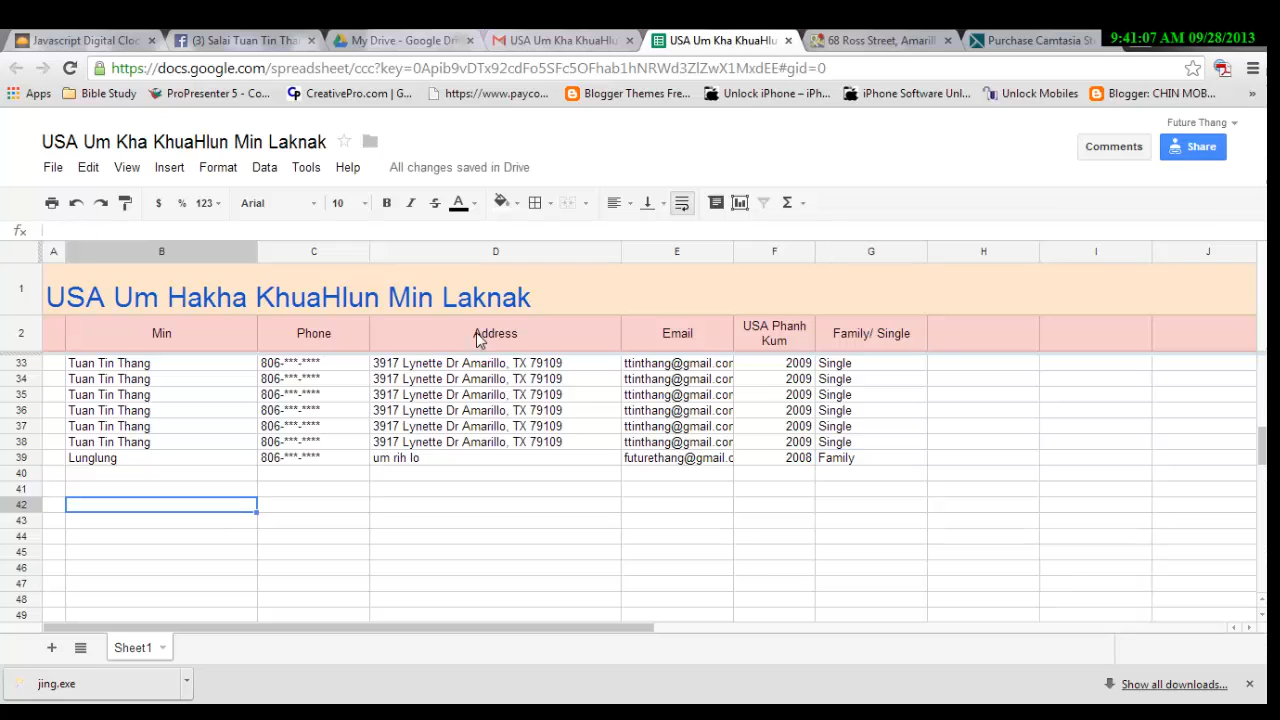 9:41:07 AM 09/28/2013
Javascript Digital Cloc
(3) Salai Tuan Tin Tha
My Drive - Google Dri
USA Um Kha KhuaHlu
USA Um Kha KhuaHlu
68 Ross Street, Amarill
Purchase Camtasia St
https://docs.google.com/spreadsheet/ccc?key=0Apib9vDTx92cdFo5SFc5OFhab1hNRWd3ZlZwX1MxdEE#gid=0
Apps Bible Study ProPresenter 5 - Co... CreativePro.com | G... https://www.payco... Blogger Themes Fre... Unlock iPhone – iPh... iPhone Software Unl... Unlock Mobiles Blogger: CHIN MOB... »
Future Thang
USA Um Kha KhuaHlun Min Laknak
Comments Share
File Edit View Insert Format Data Tools Help All changes saved in Drive
$ % 123 Arial 10 B I S A Σ
fx
A B C D E F G H I J
1 USA Um Hakha KhuaHlun Min Laknak
2 Min Phone Address Email USA Phanh Kum Family/ Single
33 Tuan Tin Thang 806-***-**** 3917 Lynette Dr Amarillo, TX 79109 ttinthang@gmail.com 2009 Single
34 Tuan Tin Thang 806-***-**** 3917 Lynette Dr Amarillo, TX 79109 ttinthang@gmail.com 2009 Single
35 Tuan Tin Thang 806-***-**** 3917 Lynette Dr Amarillo, TX 79109 ttinthang@gmail.com 2009 Single
36 Tuan Tin Thang 806-***-**** 3917 Lynette Dr Amarillo, TX 79109 ttinthang@gmail.com 2009 Single
37 Tuan Tin Thang 806-***-**** 3917 Lynette Dr Amarillo, TX 79109 ttinthang@gmail.com 2009 Single
38 Tuan Tin Thang 806-***-**** 3917 Lynette Dr Amarillo, TX 79109 ttinthang@gmail.com 2009 Single
39 Lunglung 806-***-**** um rih lo futurethang@gmail.c 2008 Family
40
41
42
43
44
45
46
47
48
49
Sheet1
jing.exe
Show all downloads...